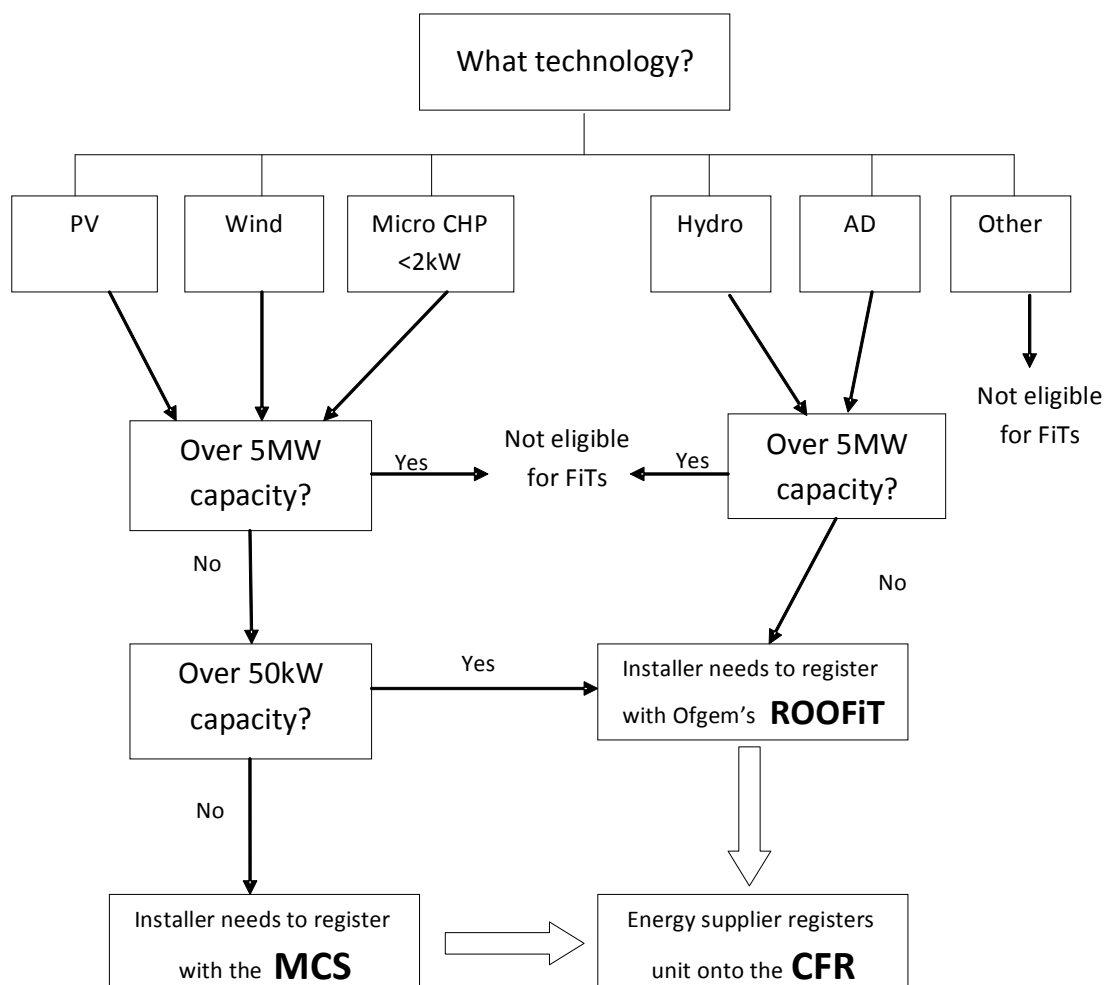 What technology?
PV
Wind
Micro CHP
<2kW
Hydro
AD
Other
Not eligible
for FiTs
Over 5MW
capacity?
Yes
Not eligible
for FiTs
Yes
Over 5MW
capacity?
No
No
Over 50kW
capacity?
Yes
Installer needs to register
with Ofgem's ROOFiT
No
Installer needs to register
with the MCS
Energy supplier registers
unit onto the CFR